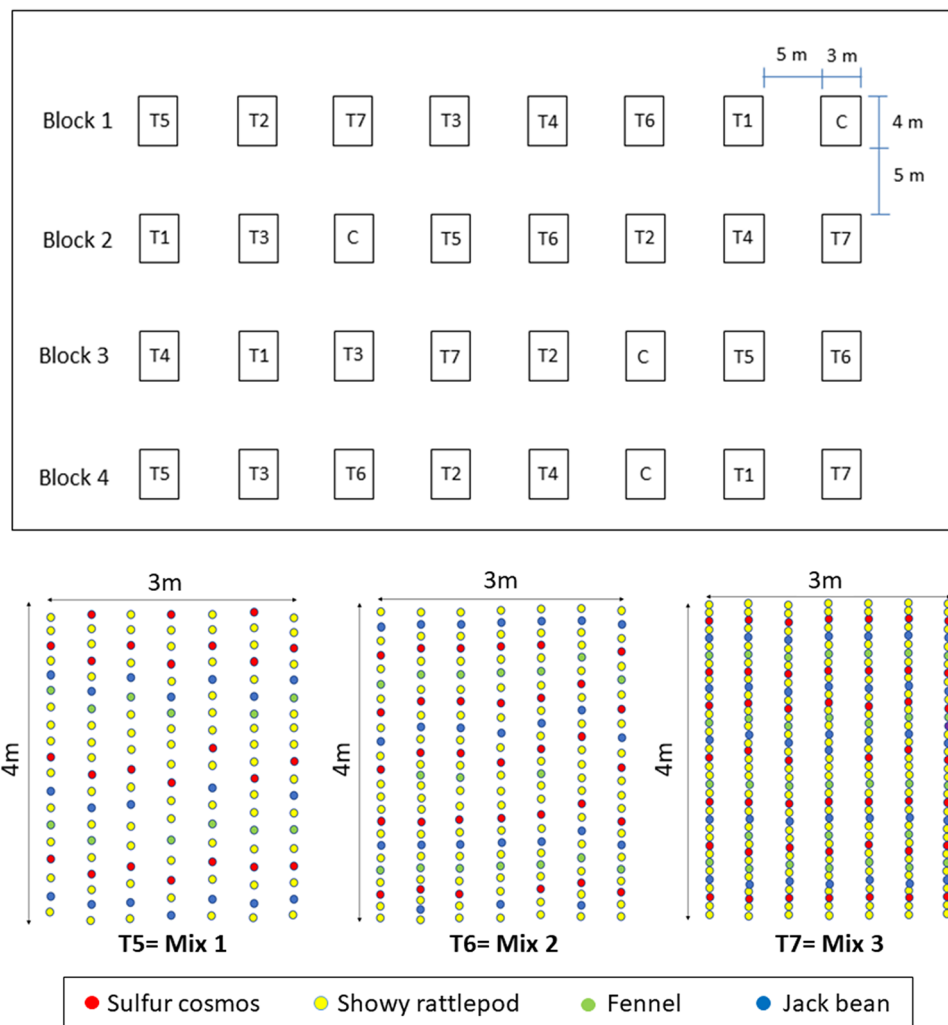 5 m 3 m
Block 1 T5 T2 T7 T3 T4 T6 T1 C 4 m
5 m
Block 2 T1 T3 C T5 T6 T2 T4 T7
Block 3 T4 T1 T3 T7 T2 C T5 T6
Block 4 T5 T3 T6 T2 T4 C T1 T7
3m 3m 3m
4m 4m 4m
T5= Mix 1 T6= Mix 2 T7= Mix 3
Sulfur cosmos Showy rattlepod Fennel Jack bean